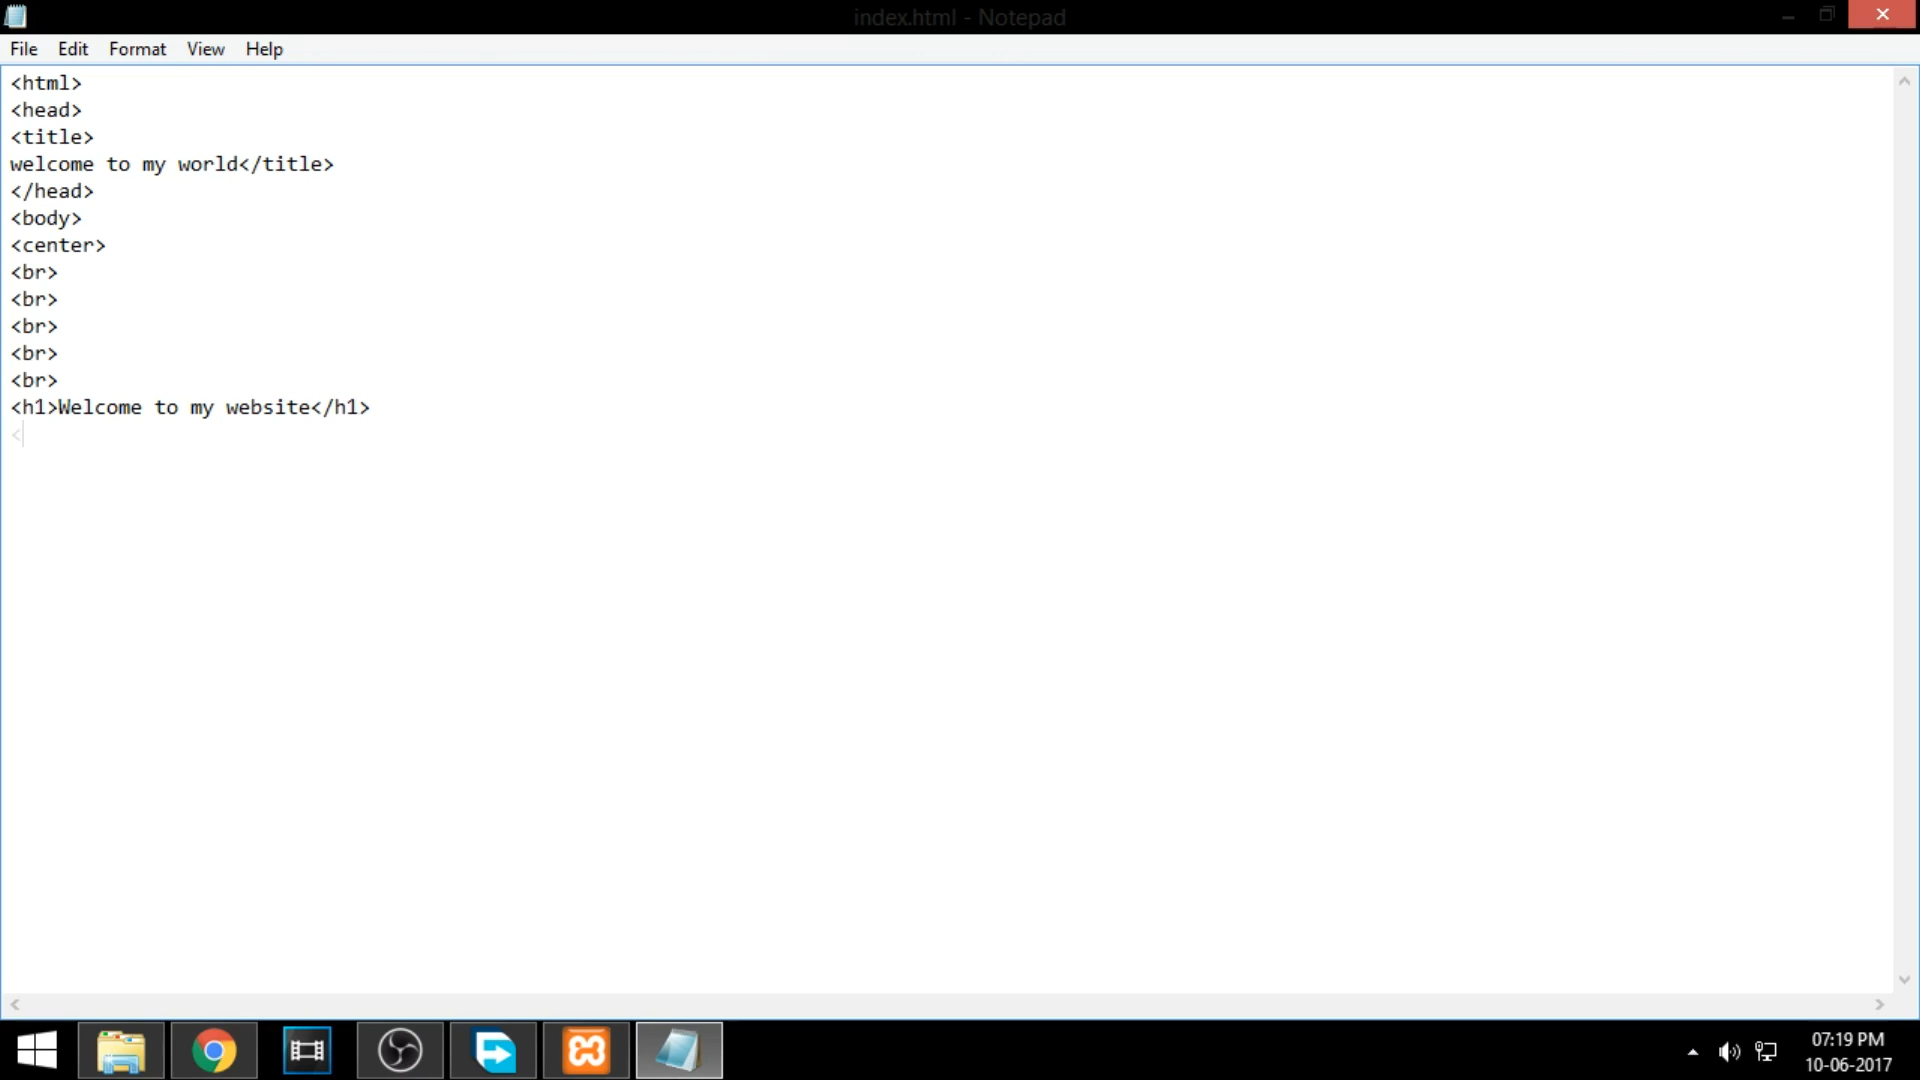 index.html - Notepad
File Edit Format View Help
<html>
<head>
<title>
welcome to my world</title>
</head>
<body>
<center>
<br>
<br>
<br>
<br>
<br>
<h1>Welcome to my website</h1>
<
07:19 PM
10-06-2017